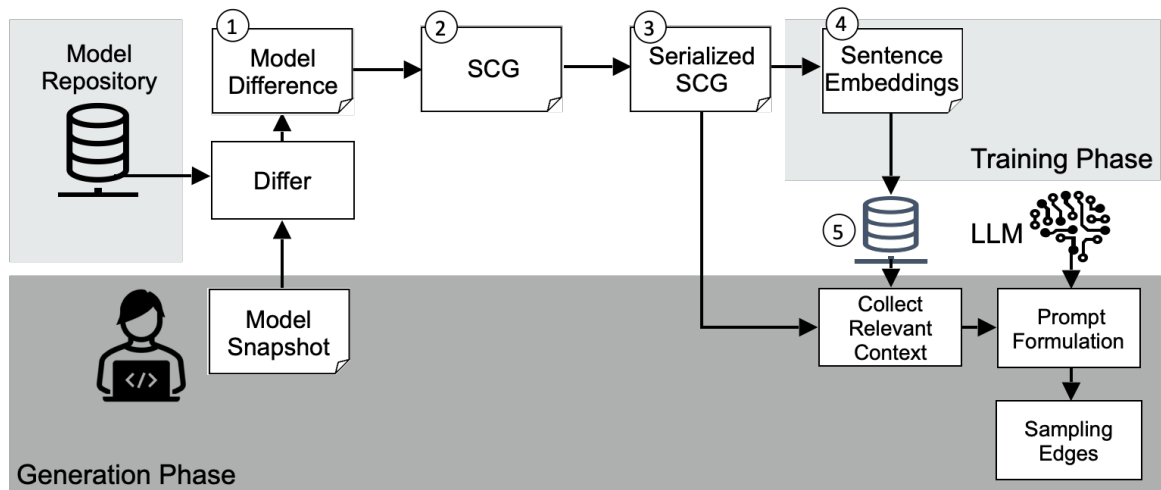 Model
Repository
1
Model
Difference
2
SCG
3
Serialized
SCG
4
Sentence
Embeddings
Training Phase
Differ
5
LLM
Model
Snapshot
</>
Collect
Relevant
Context
Prompt
Formulation
Sampling
Edges
Generation Phase